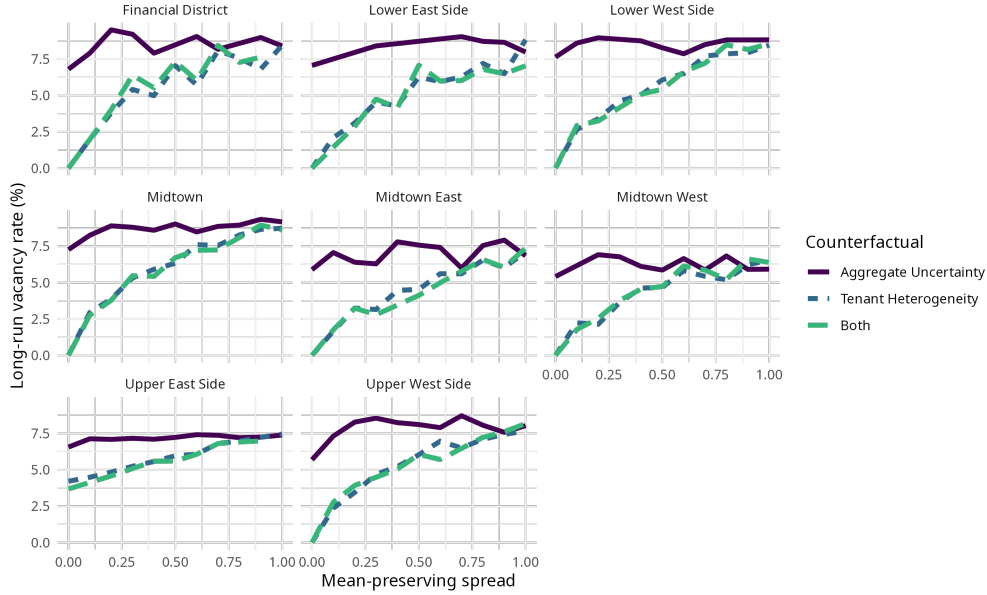 Financial District
Lower East Side
Lower West Side
7.5
5.0
2.5
0.0
Midtown
Midtown East
Midtown West
7.5
5.0
2.5
0.0
0.00 0.25 0.50 0.75 1.00
Upper East Side
Upper West Side
7.5
5.0
2.5
0.0
0.00 0.25 0.50 0.75 1.00
0.00 0.25 0.50 0.75 1.00
Mean-preserving spread
Long-run vacancy rate (%)
Counterfactual
Aggregate Uncertainty
Tenant Heterogeneity
Both